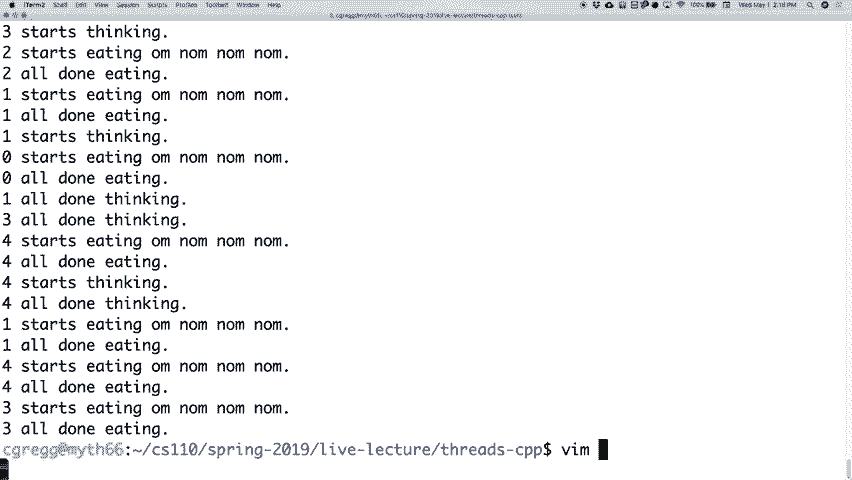 iTerm2 Shell Edit View Session Scripts Profiles Toolbelt Window Help 100% Wed May 1 2:18 PM
3 starts thinking.
2 starts eating om nom nom nom.
2 all done eating.
1 starts eating om nom nom nom.
1 all done eating.
1 starts thinking.
0 starts eating om nom nom nom.
0 all done eating.
1 all done thinking.
3 all done thinking.
4 starts eating om nom nom nom.
4 all done eating.
4 starts thinking.
4 all done thinking.
1 starts eating om nom nom nom.
1 all done eating.
4 starts eating om nom nom nom.
4 all done eating.
3 starts eating om nom nom nom.
3 all done eating.
cgregg@myth66:~/cs110/spring-2019/live-lecture/threads-cpp$ vim